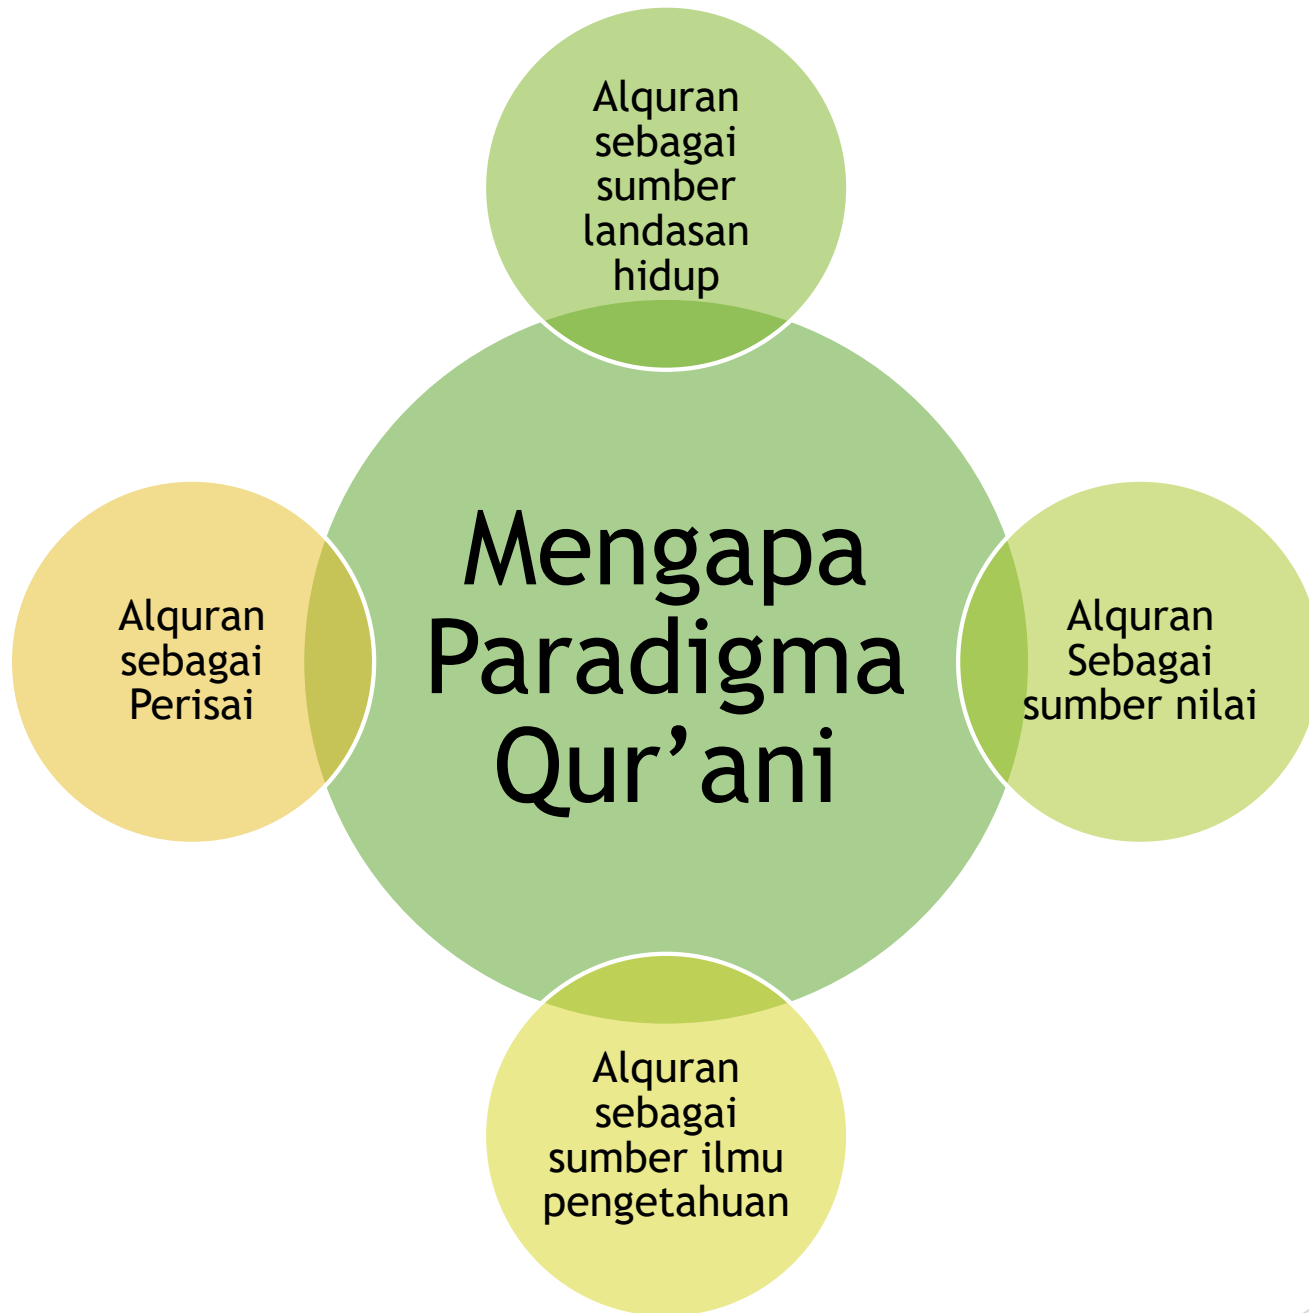 Alquran
sebagai
sumber
landasan
hidup
Mengapa
Paradigma
Qur’ani
Alquran
sebagai
Perisai
Alquran
Sebagai
sumber nilai
Alquran
sebagai
sumber ilmu
pengetahuan